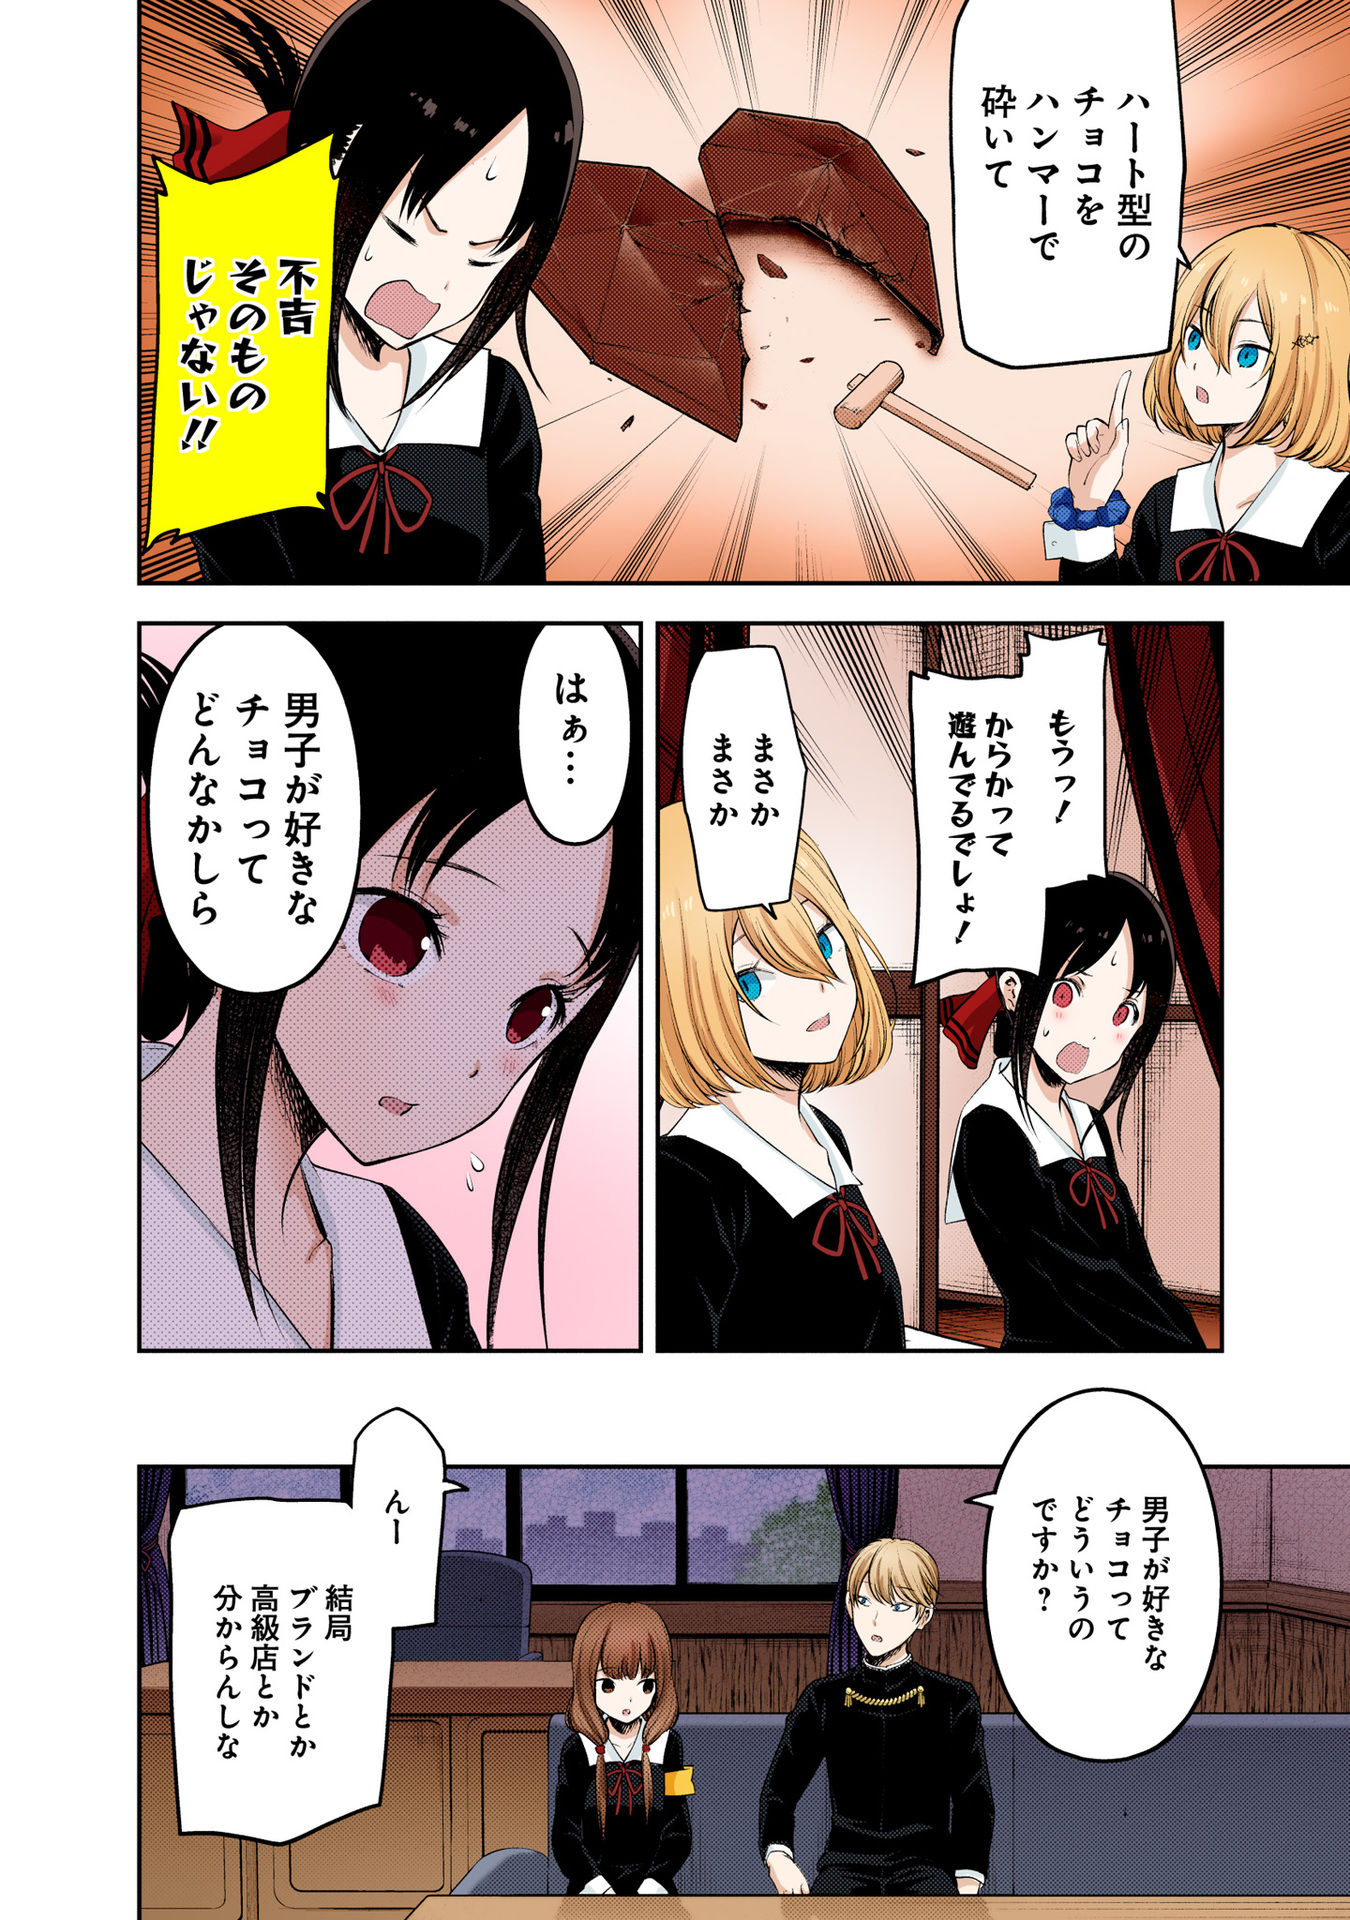 ハート型の
チョコを
ハンマーで
砕いて
不吉
そのもの
じゃない!!
もうっ!
からかって
遊んでるでしょ!
まさか
まさか
はぁ…
男子が好きな
チョコって
どんなかしら
男子が好きな
チョコって
どういうの
ですか?
んー
結局
ブランドとか
高級店とか
分からんしな